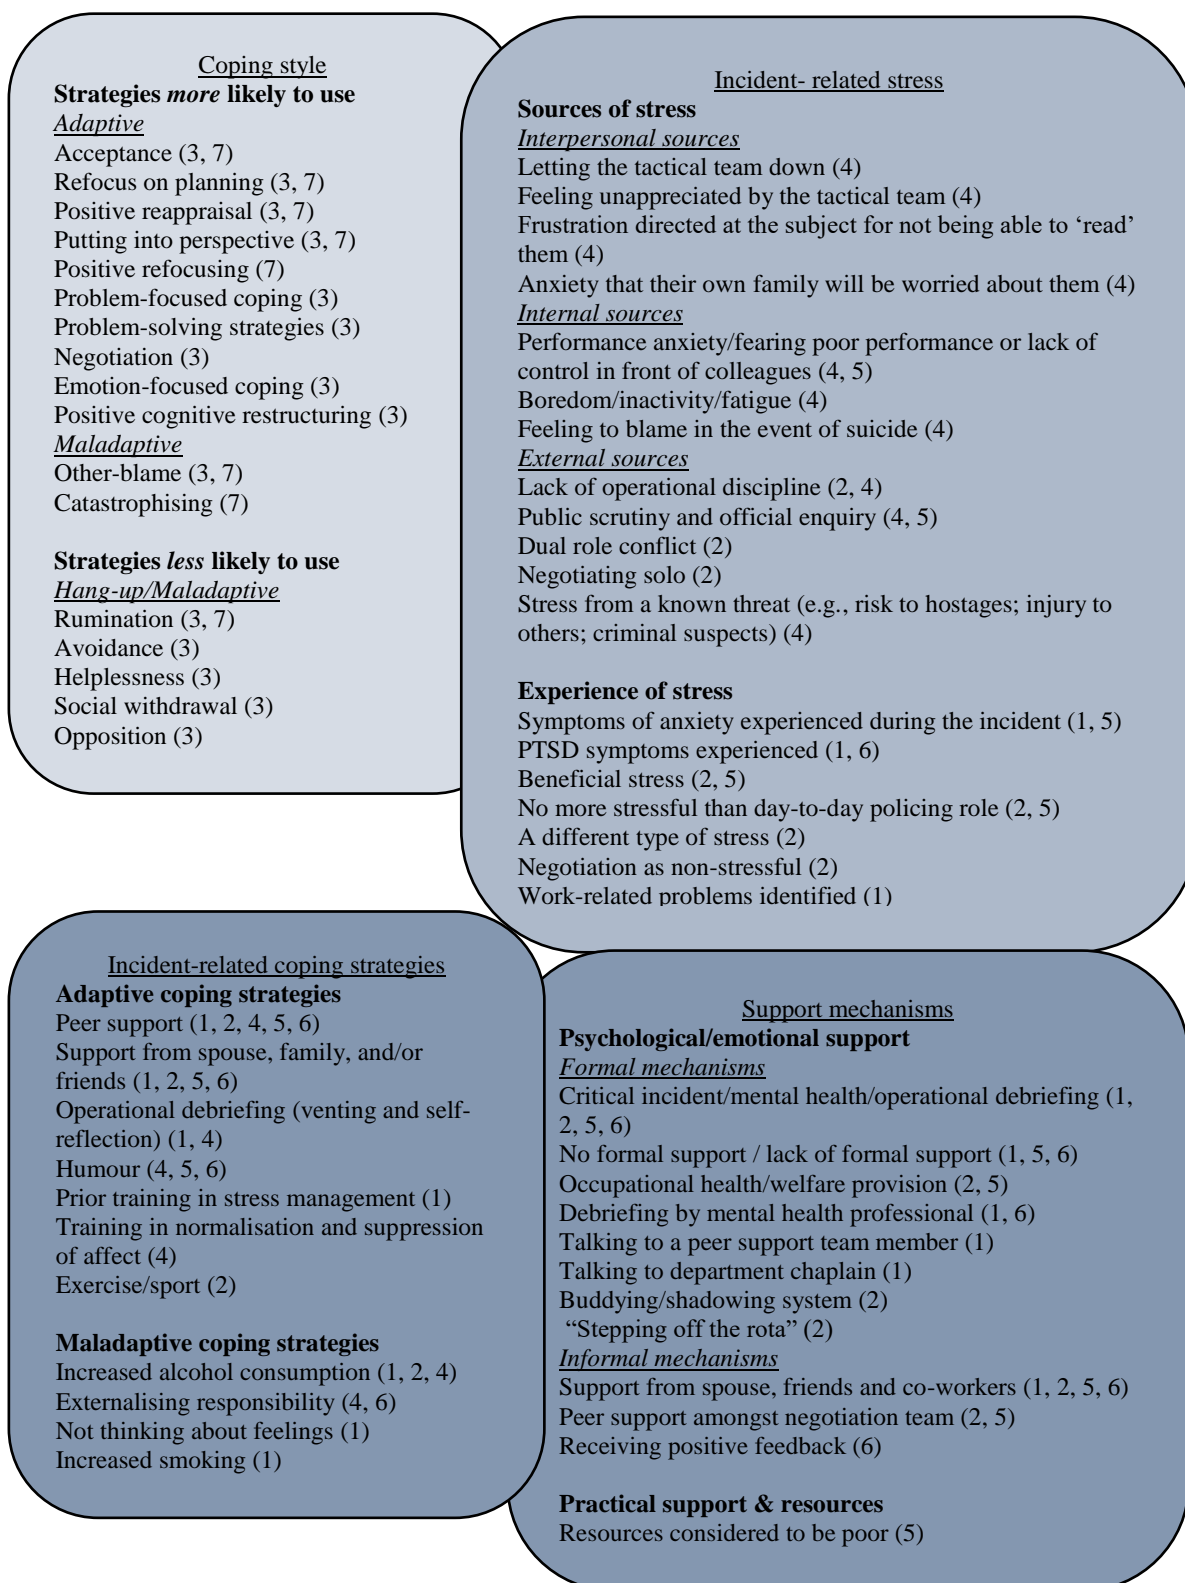 Coping style
Strategies more likely to use
Adaptive
Acceptance (3, 7)
Refocus on planning (3, 7)
Positive reappraisal (3, 7)
Putting into perspective (3, 7)
Positive refocusing (7)
Problem-focused coping (3)
Problem-solving strategies (3)
Negotiation (3)
Emotion-focused coping (3)
Positive cognitive restructuring (3)
Maladaptive
Other-blame (3, 7)
Catastrophising (7)
Strategies less likely to use
Hang-up/Maladaptive
Rumination (3, 7)
Avoidance (3)
Helplessness (3)
Social withdrawal (3)
Opposition (3)
Incident- related stress
Sources of stress
Interpersonal sources
Letting the tactical team down (4)
Feeling unappreciated by the tactical team (4)
Frustration directed at the subject for not being able to ‘read’
them (4)
Anxiety that their own family will be worried about them (4)
Internal sources
Performance anxiety/fearing poor performance or lack of
control in front of colleagues (4, 5)
Boredom/inactivity/fatigue (4)
Feeling to blame in the event of suicide (4)
External sources
Lack of operational discipline (2, 4)
Public scrutiny and official enquiry (4, 5)
Dual role conflict (2)
Negotiating solo (2)
Stress from a known threat (e.g., risk to hostages; injury to
others; criminal suspects) (4)
Experience of stress
Symptoms of anxiety experienced during the incident (1, 5)
PTSD symptoms experienced (1, 6)
Beneficial stress (2, 5)
No more stressful than day-to-day policing role (2, 5)
A different type of stress (2)
Negotiation as non-stressful (2)
Work-related problems identified (1)
Incident-related coping strategies
Adaptive coping strategies
Peer support (1, 2, 4, 5, 6)
Support from spouse, family, and/or
friends (1, 2, 5, 6)
Operational debriefing (venting and self-
reflection) (1, 4)
Humour (4, 5, 6)
Prior training in stress management (1)
Training in normalisation and suppression
of affect (4)
Exercise/sport (2)
Maladaptive coping strategies
Increased alcohol consumption (1, 2, 4)
Externalising responsibility (4, 6)
Not thinking about feelings (1)
Increased smoking (1)
Support mechanisms
Psychological/emotional support
Formal mechanisms
Critical incident/mental health/operational debriefing (1,
2, 5, 6)
No formal support / lack of formal support (1, 5, 6)
Occupational health/welfare provision (2, 5)
Debriefing by mental health professional (1, 6)
Talking to a peer support team member (1)
Talking to department chaplain (1)
Buddying/shadowing system (2)
“Stepping off the rota” (2)
Informal mechanisms
Support from spouse, friends and co-workers (1, 2, 5, 6)
Peer support amongst negotiation team (2, 5)
Receiving positive feedback (6)
Practical support & resources
Resources considered to be poor (5)